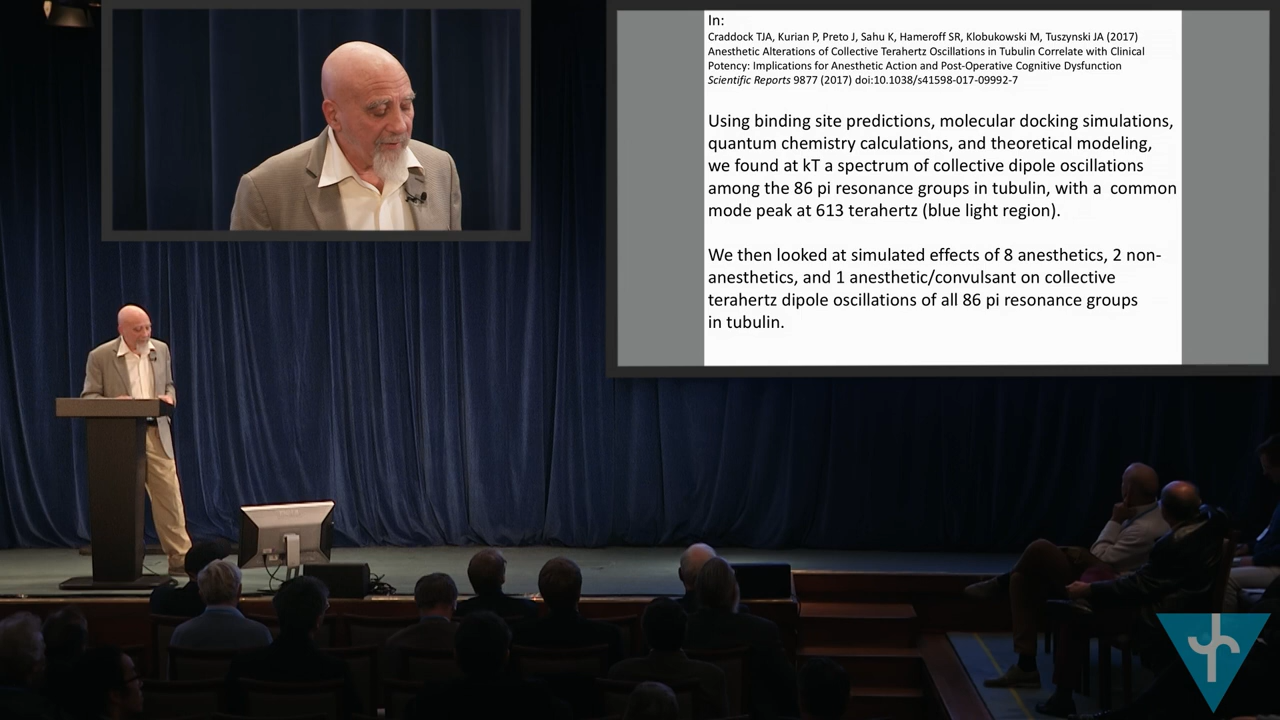 In:
Craddock TJA, Kurian P, Preto J, Sahu K, Hameroff SR, Klobukowski M, Tuszynski JA (2017)
Anesthetic Alterations of Collective Terahertz Oscillations in Tubulin Correlate with Clinical
Potency: Implications for Anesthetic Action and Post-Operative Cognitive Dysfunction
Scientific Reports 9877 (2017) doi:10.1038/s41598-017-09992-7
Using binding site predictions, molecular docking simulations,
quantum chemistry calculations, and theoretical modeling,
we found at kT a spectrum of collective dipole oscillations
among the 86 pi resonance groups in tubulin, with a common
mode peak at 613 terahertz (blue light region).
We then looked at simulated effects of 8 anesthetics, 2 non-
anesthetics, and 1 anesthetic/convulsant on collective
terahertz dipole oscillations of all 86 pi resonance groups
in tubulin.